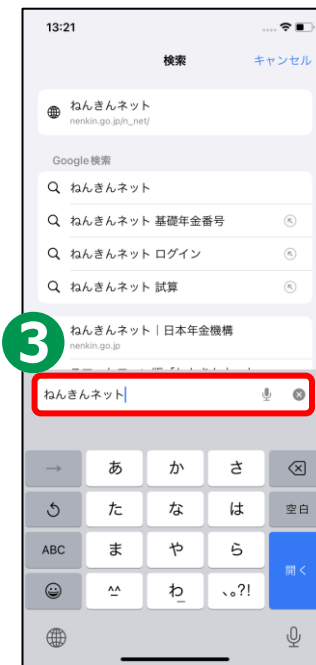 13:21
検索 キャンセル
ねんきんネット
nenkin.go.jp/n_net/
Google検索
ねんきんネット
ねんきんネット 基礎年金番号
ねんきんネット ログイン
ねんきんネット 試算
3
ねんきんネット | 日本年金機構
nenkin.go.jp
ねんきんネット
→ あ か さ
た な は 空白
ABC ま や ら
^^ わ_ 、。?! 開く